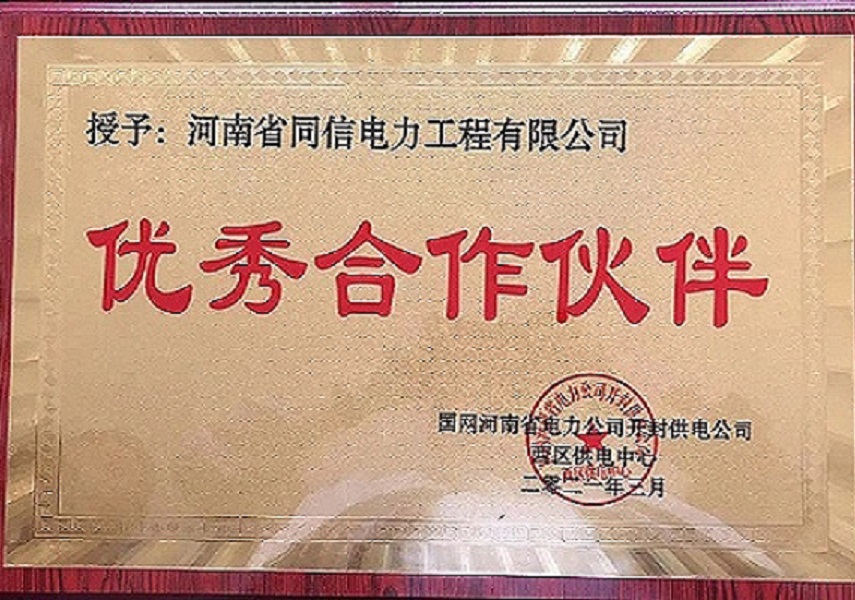 授予：河南省同信电力工程有限公司
优秀合作伙伴
国网河南省电力公司开封供电公司
西区供电中心
二零二一年三月